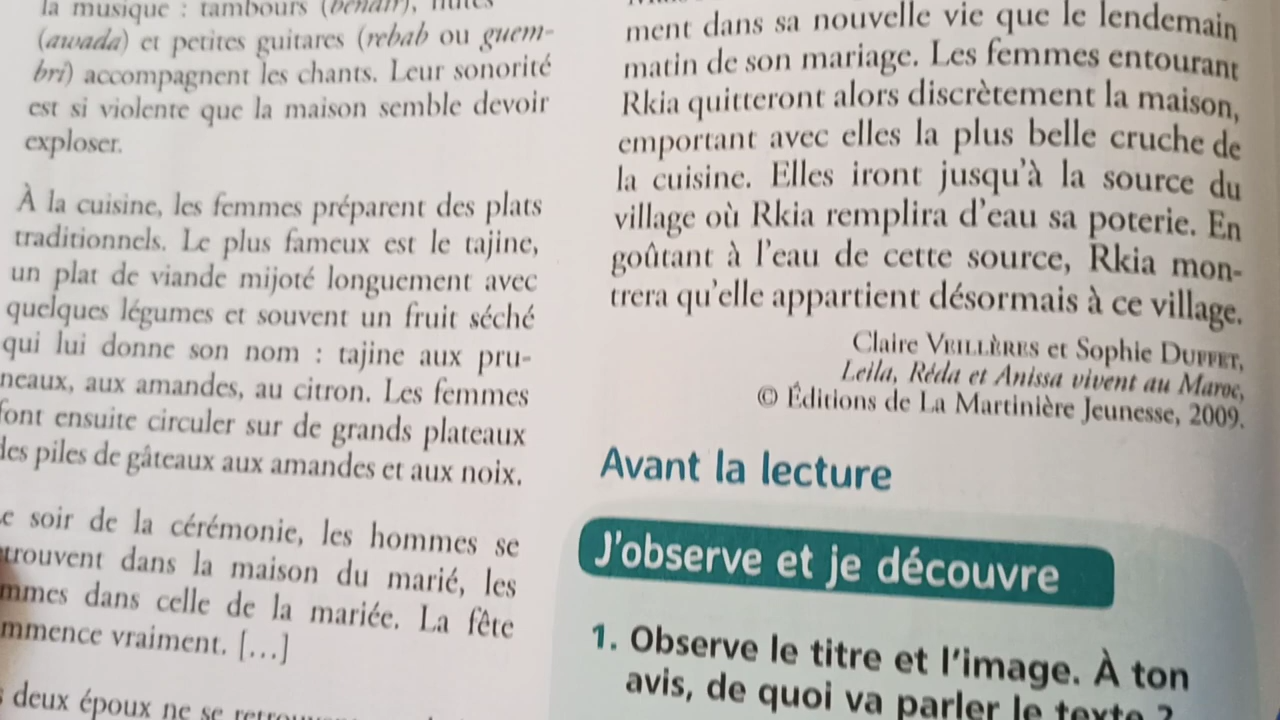 la musique : tambours (bendir), flûtes
(awada) et petites guitares (rebab ou guem-
bri) accompagnent les chants. Leur sonorité
est si violente que la maison semble devoir
exploser.
À la cuisine, les femmes préparent des plats
traditionnels. Le plus fameux est le tajine,
un plat de viande mijoté longuement avec
quelques légumes et souvent un fruit séché
qui lui donne son nom : tajine aux pru-
neaux, aux amandes, au citron. Les femmes
font ensuite circuler sur de grands plateaux
des piles de gâteaux aux amandes et aux noix.
e soir de la cérémonie, les hommes se
trouvent dans la maison du marié, les
mmes dans celle de la mariée. La fête
mmence vraiment. [...]
s deux époux ne se
ment dans sa nouvelle vie que le lendemain
matin de son mariage. Les femmes entourant
Rkia quitteront alors discrètement la maison,
emportant avec elles la plus belle cruche de
la cuisine. Elles iront jusqu'à la source du
village où Rkia remplira d'eau sa poterie. En
goûtant à l'eau de cette source, Rkia mon-
trera qu'elle appartient désormais à ce village.
Claire VEILLÈRES et Sophie DUFFET,
Leila, Rèda et Anissa vivent au Maroc,
© Éditions de La Martinière Jeunesse, 2009.
Avant la lecture
J'observe et je découvre
1. Observe le titre et l'image. À ton
avis, de quoi va parler le texte ?